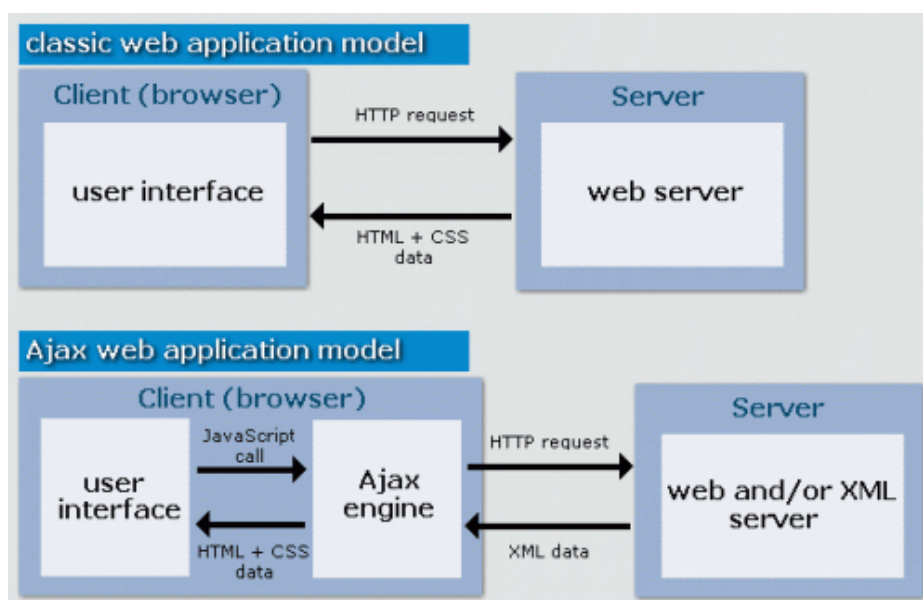 classic web application model
Client (browser)
Server
HTTP request
user interface
web server
HTML + CSS
data
Ajax web application model
Client (browser)
Server
JavaScript
call
HTTP request
user
interface
Ajax
engine
web and/or XML
server
HTML + CSS
data
XML data